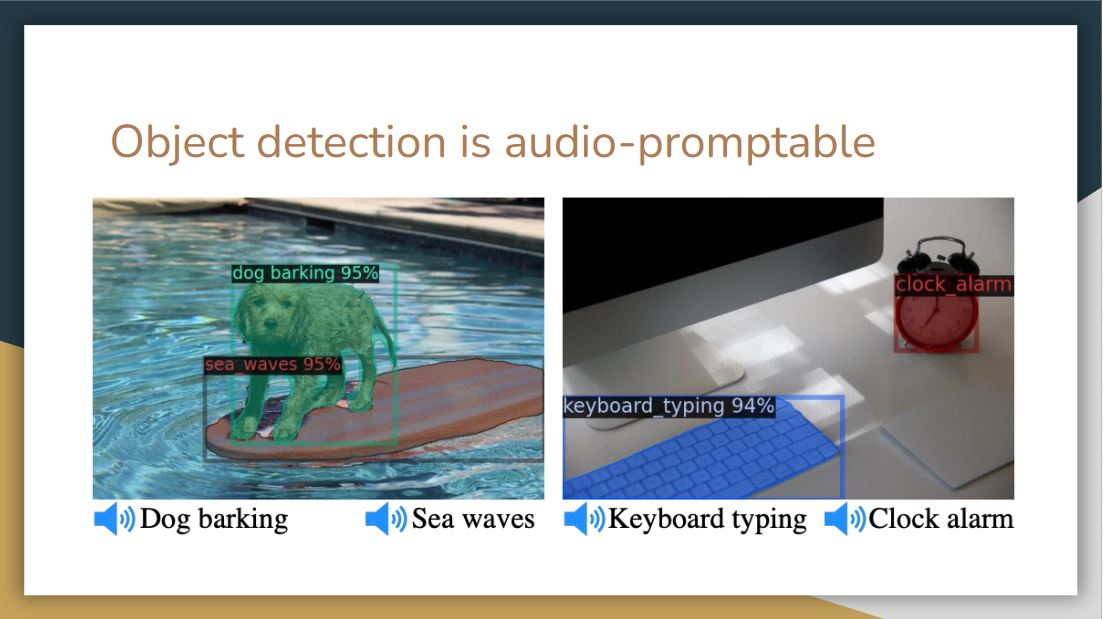 Object detection is audio-promptable
dog barking 95%
sea_waves 95%
clock_alarm
keyboard_typing 94%
Dog barking
Sea waves
Keyboard typing
Clock alarm